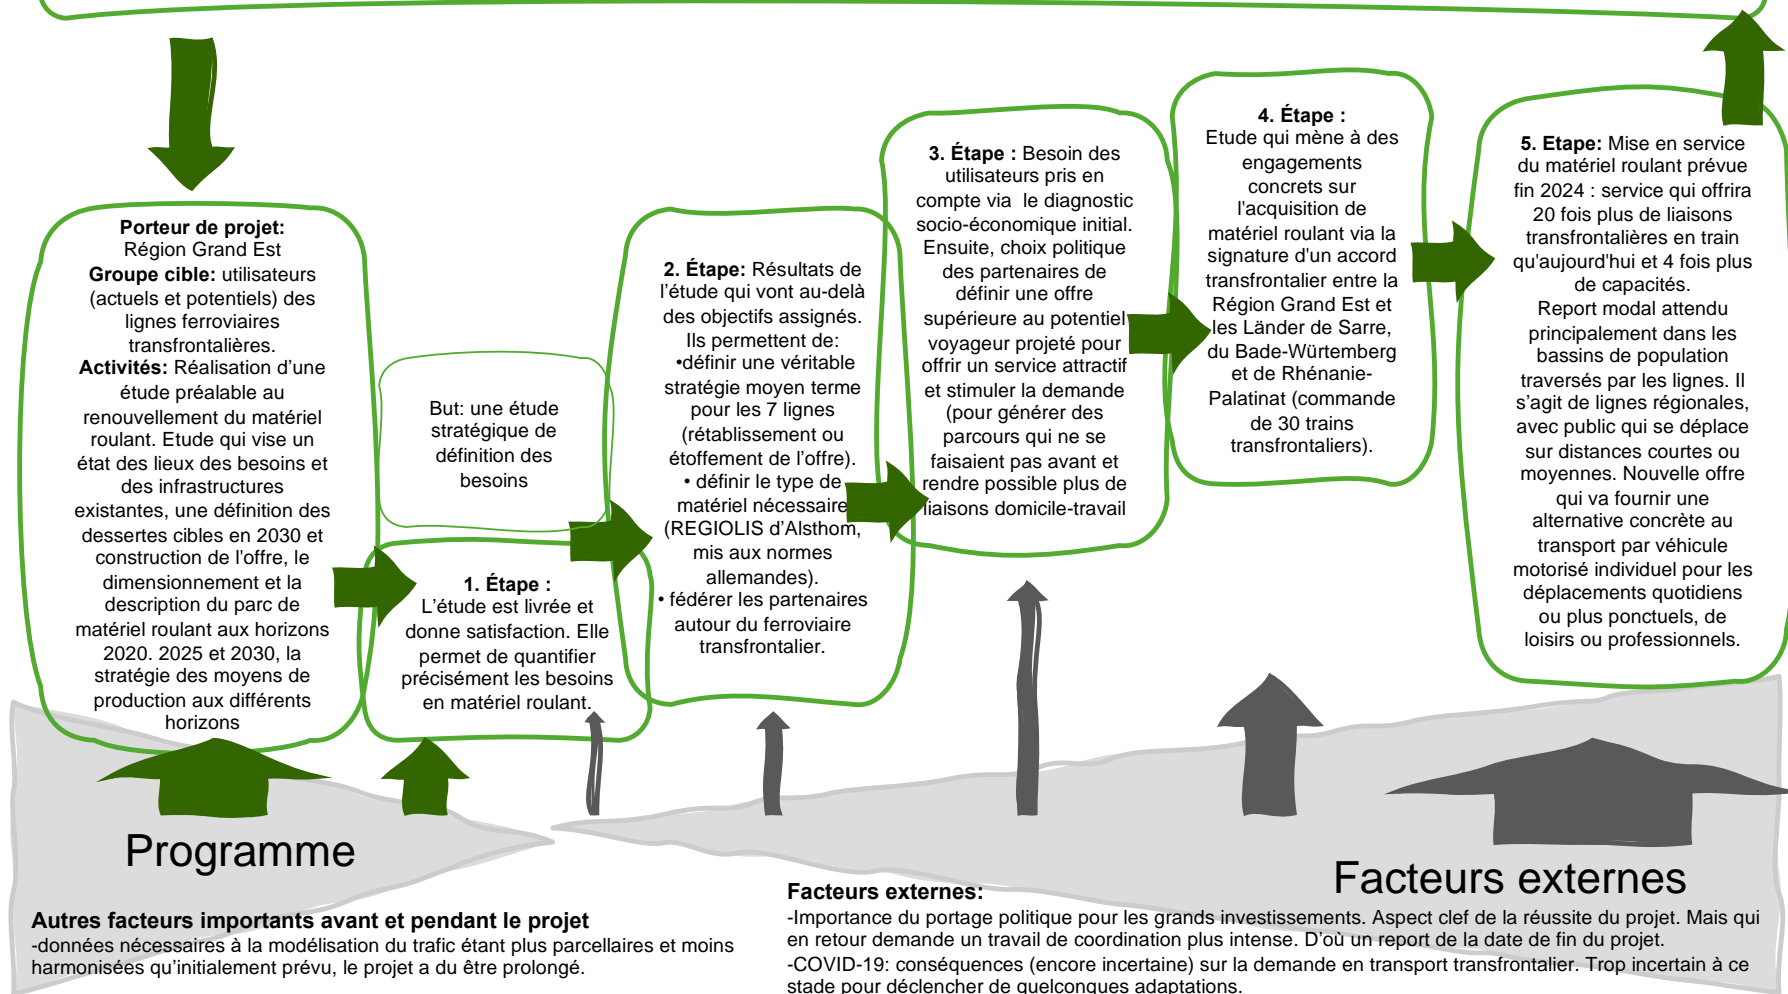 Porteur de projet:
Région Grand Est
Groupe cible: utilisateurs
(actuels et potentiels) des
lignes ferroviaires
transfrontalières.
Activités: Réalisation d'une
étude préalable au
renouvellement du matériel
roulant. Etude qui vise un
état des lieux des besoins et
des infrastructures
existantes, une définition des
dessertes cibles en 2030 et
construction de l'offre, le
dimensionnement et la
description du parc de
matériel roulant aux horizons
2020. 2025 et 2030, la
stratégie des moyens de
production aux différents
horizons
But: une étude
stratégique de
définition des
besoins
1. Étape :
L'étude est livrée et
donne satisfaction. Elle
permet de quantifier
précisément les besoins
en matériel roulant.
2. Étape: Résultats de
l'étude qui vont au-delà
des objectifs assignés.
Ils permettent de:
•définir une véritable
stratégie moyen terme
pour les 7 lignes
(rétablissement ou
étoffement de l'offre).
• définir le type de
matériel nécessaire
(REGIOLIS d'Alsthom,
mis aux normes
allemandes).
• fédérer les partenaires
autour du ferroviaire
transfrontalier.
3. Étape : Besoin des
utilisateurs pris en
compte via le diagnostic
socio-économique initial.
Ensuite, choix politique
des partenaires de
définir une offre
supérieure au potentiel
voyageur projeté pour
offrir un service attractif
et stimuler la demande
(pour générer des
parcours qui ne se
faisaient pas avant et
rendre possible plus de
liaisons domicile-travail
4. Étape :
Etude qui mène à des
engagements
concrets sur
l'acquisition de
matériel roulant via la
signature d'un accord
transfrontalier entre la
Région Grand Est et
les Länder de Sarre,
du Bade-Würtemberg
et de Rhénanie-
Palatinat (commande
de 30 trains
transfrontaliers).
5. Etape: Mise en service
du matériel roulant prévue
fin 2024 : service qui offrira
20 fois plus de liaisons
transfrontalières en train
qu'aujourd'hui et 4 fois plus
de capacités.
Report modal attendu
principalement dans les
bassins de population
traversés par les lignes. Il
s'agit de lignes régionales,
avec public qui se déplace
sur distances courtes ou
moyennes. Nouvelle offre
qui va fournir une
alternative concrète au
transport par véhicule
motorisé individuel pour les
déplacements quotidiens
ou plus ponctuels, de
loisirs ou professionnels.
Programme
Facteurs externes
Autres facteurs importants avant et pendant le projet
-données nécessaires à la modélisation du trafic étant plus parcellaires et moins
harmonisées qu'initialement prévu, le projet a du être prolongé.
Facteurs externes:
-Importance du portage politique pour les grands investissements. Aspect clef de la réussite du projet. Mais qui
en retour demande un travail de coordination plus intense. D'où un report de la date de fin du projet.
-COVID-19: conséquences (encore incertaine) sur la demande en transport transfrontalier. Trop incertain à ce
stade pour déclencher de quelconques adaptations.